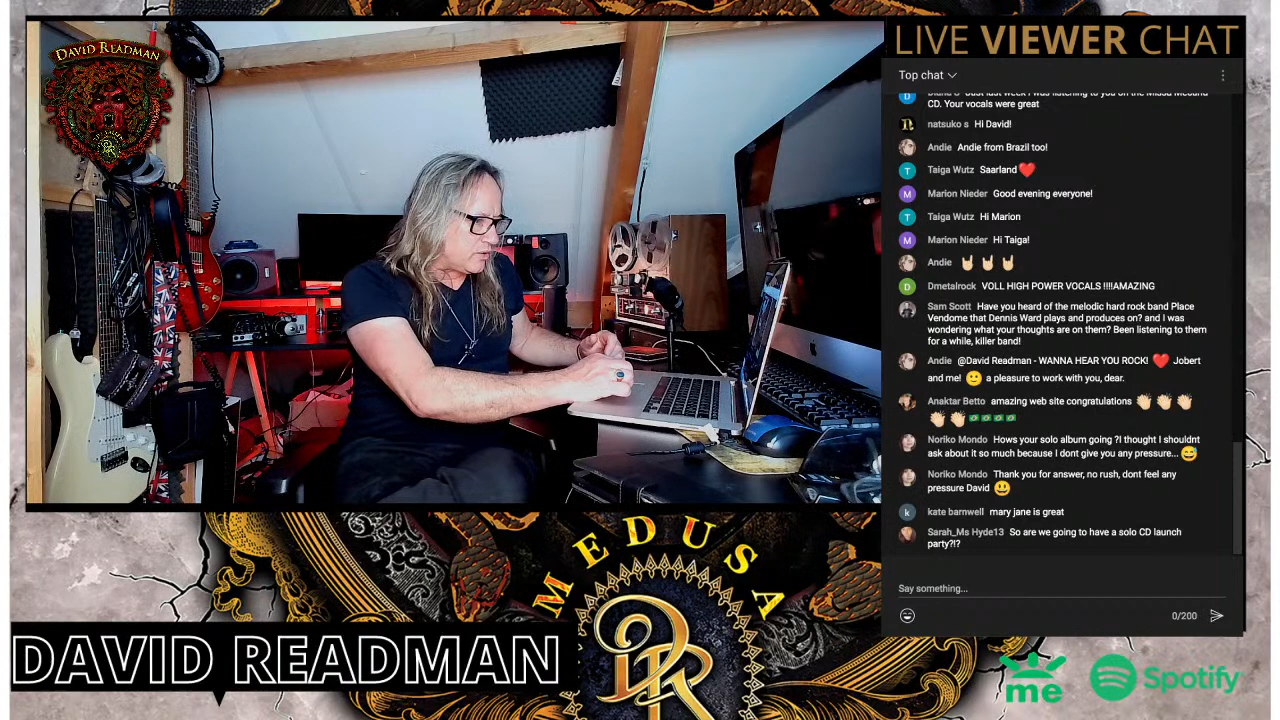 DAVID READMAN
LIVE VIEWER CHAT
Top chat
CD. Your vocals were great
natsuko s Hi David!
Andie Andie from Brazil too!
Taiga Wutz Saarland❤️
Marion Nieder Good evening everyone!
Taiga Wutz Hi Marion
Marion Nieder Hi Taiga!
Andie 🤘🏻 🤘🏻 🤘🏻
Dmetalrock VOLL HIGH POWER VOCALS !!!!AMAZING
Sam Scott Have you heard of the melodic hard rock band Place
Vendome that Dennis Ward plays and produces on? and I was
wondering what your thoughts are on them? Been listening to them
for a while, killer band!
Andie @David Readman - WANNA HEAR YOU ROCK! ❤️ Jobert
and me! 🙂 a pleasure to work with you, dear.
Anaktar Betto amazing web site congratulations 👏🏻 👏🏻 👏🏻
👏🏻 👏🏻
Noriko Mondo Hows your solo album going ?I thought I shouldnt
ask about it so much because I dont give you any pressure... 😅
Noriko Mondo Thank you for answer, no rush, dont feel any
pressure David 😃
kate barnwell mary jane is great
Sarah_Ms Hyde13 So are we going to have a solo CD launch
party?!?
Say something...
0/200
MEDUSA
DR
DAVID READMAN
me
Spotify